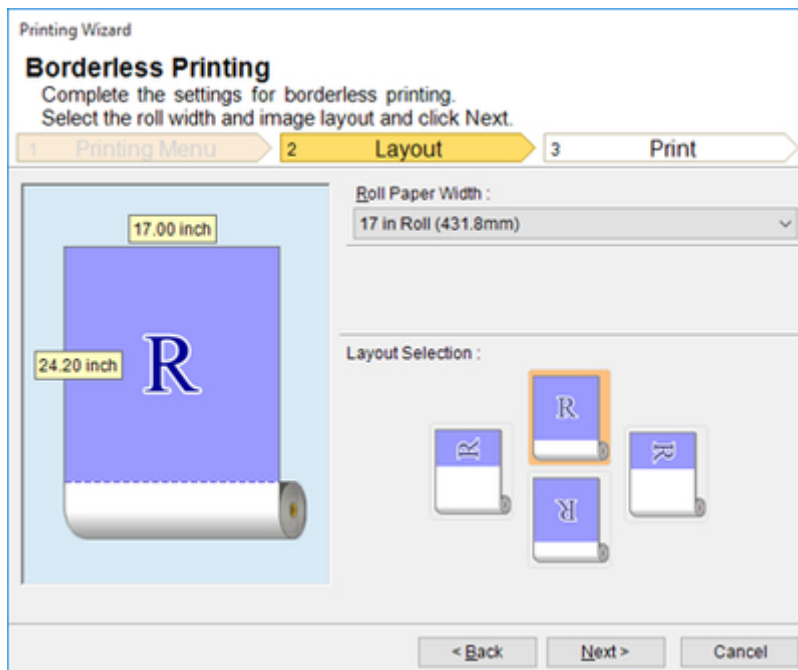 Printing Wizard
Borderless Printing
Complete the settings for borderless printing.
Select the roll width and image layout and click Next.
1 Printing Menu 2 Layout 3 Print
Roll Paper Width :
17 in Roll (431.8mm)
17.00 inch
24.20 inch
R
Layout Selection :
R
R
R
R
< Back Next > Cancel